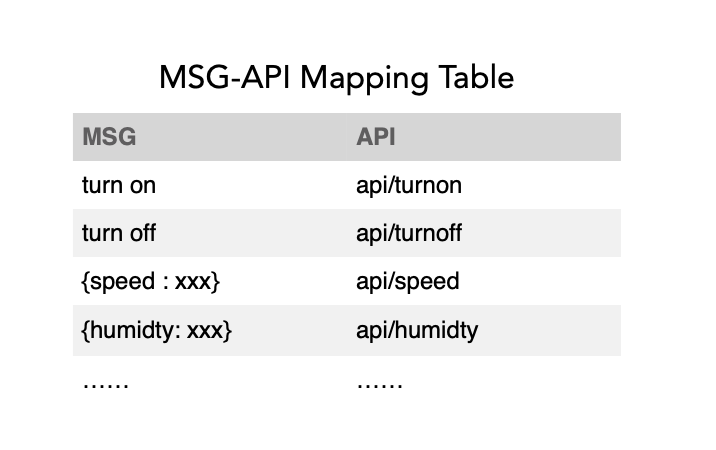 MSG-API Mapping Table
MSG API
turn on api/turnon
turn off api/turnoff
{speed : xxx} api/speed
{humidty: xxx} api/humidty
...... ......